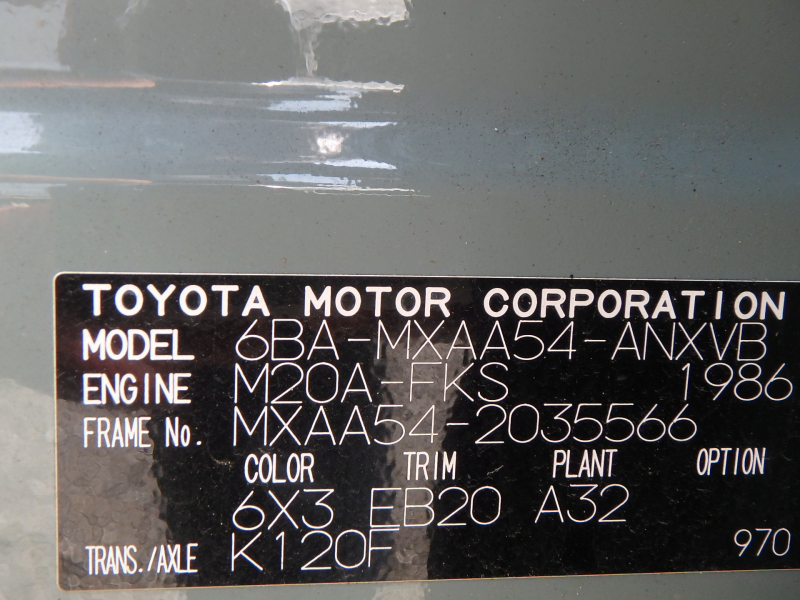 TOYOTA MOTOR CORPORATION
MODEL 6BA-MXAA54-ANXVB
ENGINE M20A-FKS 1986
FRAME No. MXAA54-2035566
COLOR TRIM PLANT OPTION
6X3 EB20 A32
TRANS./AXLE K120F 970